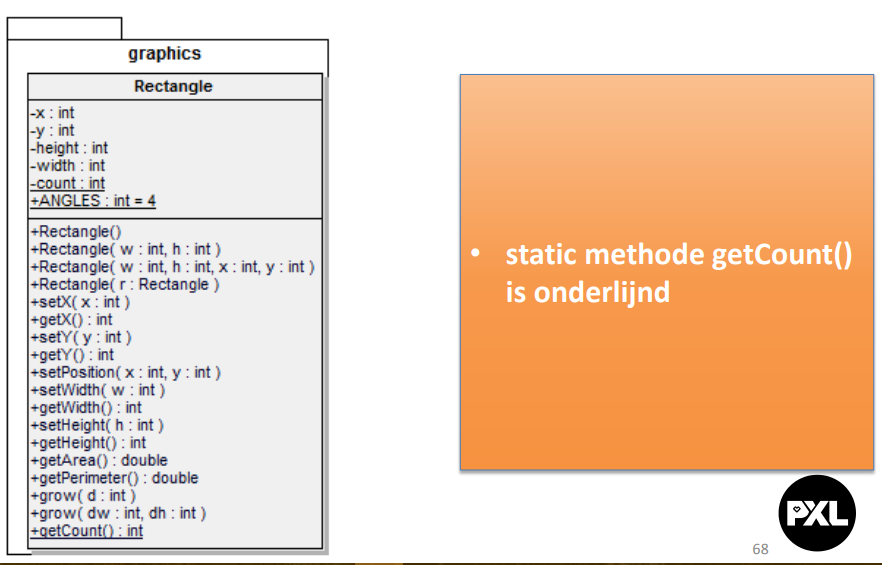 graphics
Rectangle
-x : int
-y : int
-height : int
-width : int
-count : int
+ANGLES : int = 4
+Rectangle()
+Rectangle( w : int, h : int )
+Rectangle( w : int, h : int, x : int, y : int )
+Rectangle( r : Rectangle )
+setX( x : int )
+getX() : int
+setY( y : int )
+getY() : int
+setPosition( x : int, y : int )
+setWidth( w : int )
+getWidth() : int
+setHeight( h : int )
+getHeight() : int
+getArea() : double
+getPerimeter() : double
+grow( d : int )
+grow( dw : int, dh : int )
+getCount() : int
• static methode getCount()
is onderlijnd
PXL
68